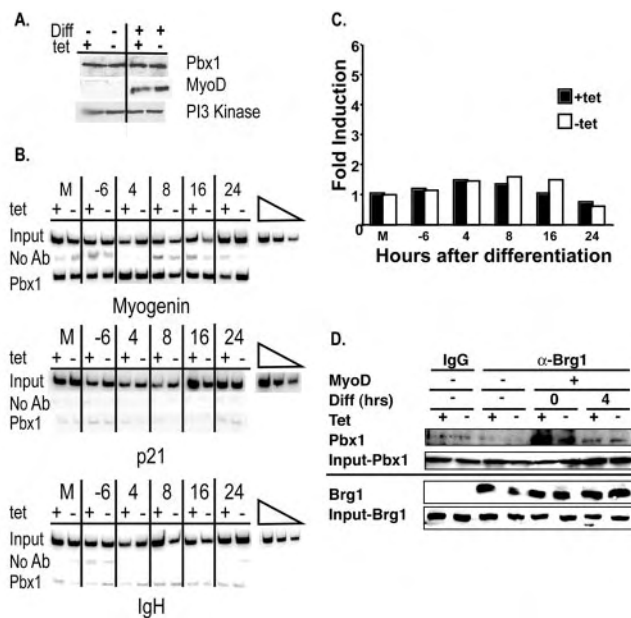 A.
Diff - - + +
tet + - + -
Pbx1
MyoD
PI3 Kinase
B.
M -6 4 8 16 24
tet + - + - + - + - + - + -
Input
No Ab
Pbx1
Myogenin
M -6 4 8 16 24
tet + - + - + - + - + - + -
Input
No Ab
Pbx1
p21
M -6 4 8 16 24
tet + - + - + - + - + - + -
Input
No Ab
Pbx1
IgH
C.
Fold Induction
6
5
4
3
2
1
0
+tet
-tet
M -6 4 8 16 24
Hours after differentiation
D.
IgG α-Brg1
MyoD - - +
Diff (hrs) - - 0 4
Tet + - + - + - + -
Pbx1
Input-Pbx1
Brg1
Input-Brg1